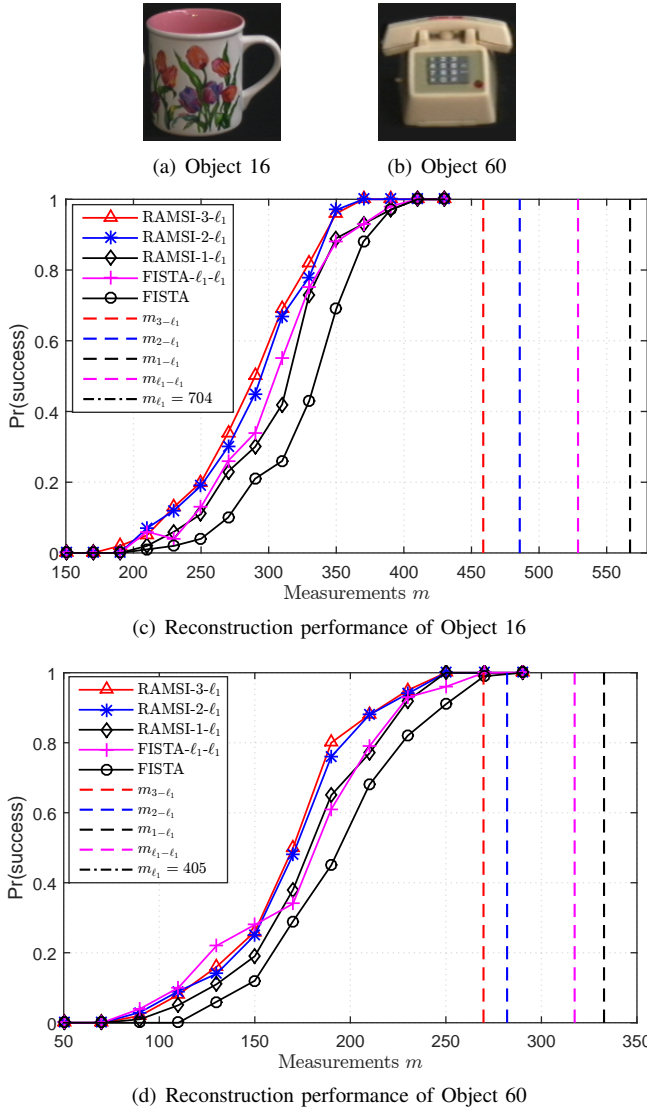 (a) Object 16
(b) Object 60
Pr(success)
1
0.8
0.6
0.4
0.2
0
RAMSI-3-ℓ₁
RAMSI-2-ℓ₁
RAMSI-1-ℓ₁
FISTA-ℓ₁-ℓ₁
FISTA
m₃₋ℓ₁
m₂₋ℓ₁
m₁₋ℓ₁
mℓ₁₋ℓ₁
mℓ₁ = 704
150 200 250 300 350 400 450 500 550
Measurements m
(c) Reconstruction performance of Object 16
Pr(success)
1
0.8
0.6
0.4
0.2
0
RAMSI-3-ℓ₁
RAMSI-2-ℓ₁
RAMSI-1-ℓ₁
FISTA-ℓ₁-ℓ₁
FISTA
m₃₋ℓ₁
m₂₋ℓ₁
m₁₋ℓ₁
mℓ₁₋ℓ₁
mℓ₁ = 405
50 100 150 200 250 300 350
Measurements m
(d) Reconstruction performance of Object 60